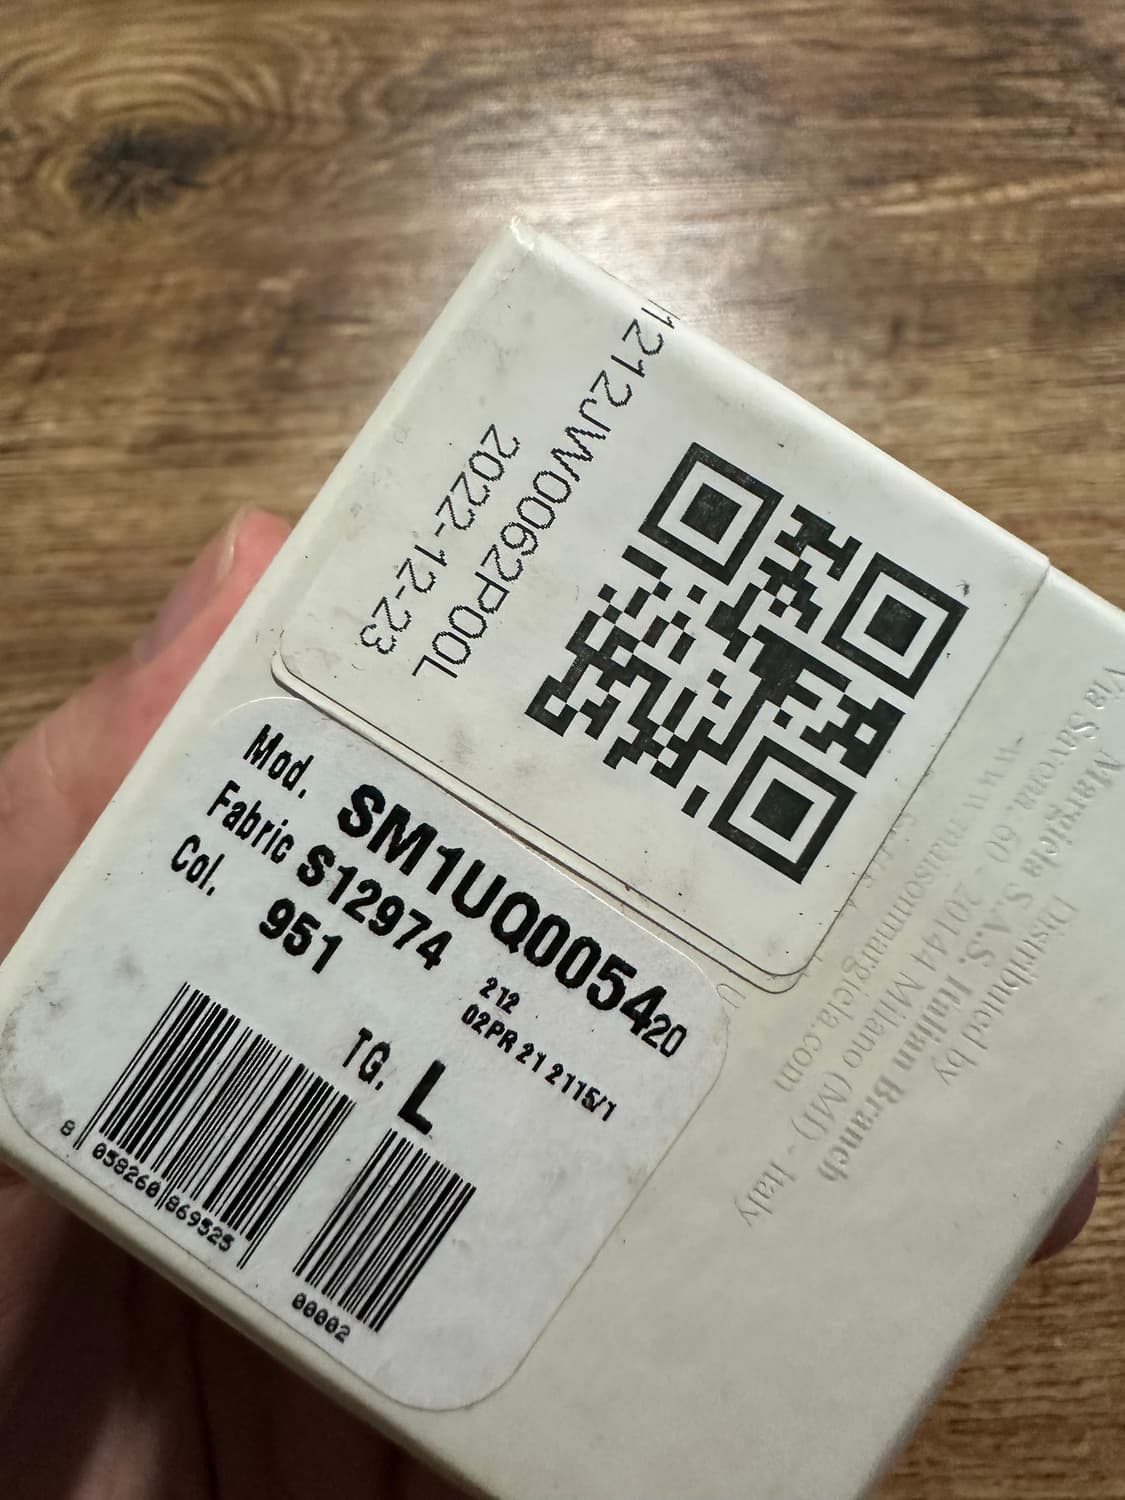 1212JW0062P00L
2022-12-23
Mod. SM1UQ0054 20
Fabric S12974
Col. 951
212
02PR 21 2115/1
TG. L
8 058260 869525
00002
Distributed by
Margiela S.A.S. Italian Branch
Via Savona, 60 - 20144 Milano (MI) - Italy
www.maisonmargiela.com